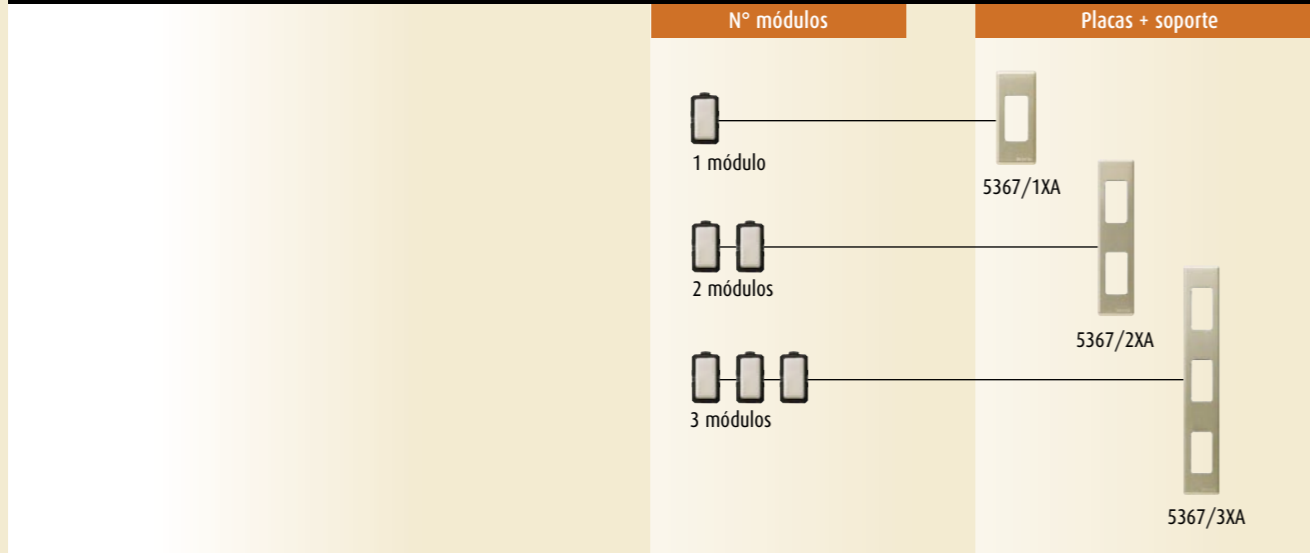 N° módulos
Placas + soporte
1 módulo
5367/1XA
2 módulos
5367/2XA
3 módulos
5367/3XA